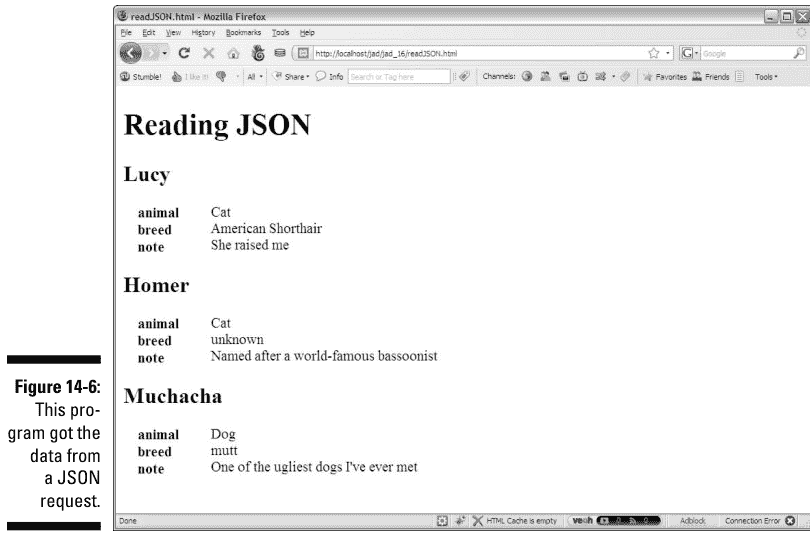 readJSON.html - Mozilla Firefox
File Edit View History Bookmarks Tools Help
http://localhost/jad/jad_16/readJSON.html
Google
Stumble! I like it! All Share Info Search or Tag here Channels: Favorites Friends Tools
Reading JSON
Lucy
animal Cat
breed American Shorthair
note She raised me
Homer
animal Cat
breed unknown
note Named after a world-famous bassoonist
Muchacha
animal Dog
breed mutt
note One of the ugliest dogs I've ever met
Done HTML Cache is empty veoh Adblock Connection Error
Figure 14-6:
This pro-
gram got the
data from
a JSON
request.